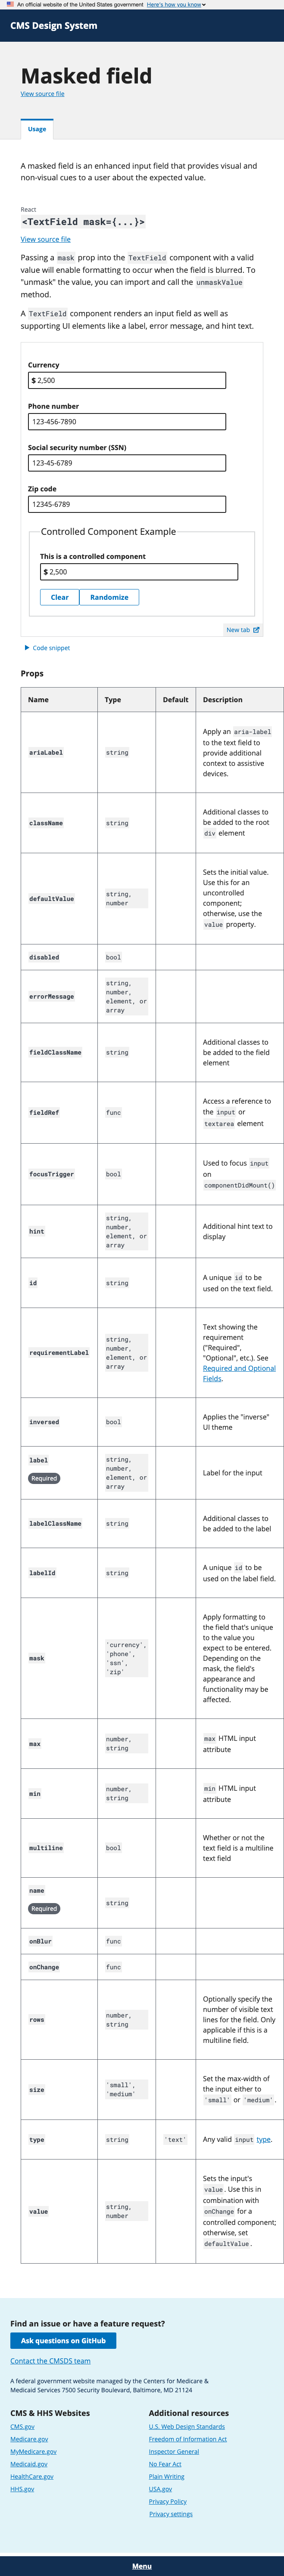 An official website of the United States government Here's how you know
CMS Design System
Masked field
View source file
Usage
A masked field is an enhanced input field that provides visual and
non-visual cues to a user about the expected value.
React
<TextField mask={...}>
View source file
Passing a mask prop into the TextField component with a valid
value will enable formatting to occur when the field is blurred. To
"unmask" the value, you can import and call the unmaskValue
method.
A TextField component renders an input field as well as
supporting UI elements like a label, error message, and hint text.
Currency
$ 2,500
Phone number
123-456-7890
Social security number (SSN)
123-45-6789
Zip code
12345-6789
Controlled Component Example
This is a controlled component
$ 2,500
Clear Randomize
New tab
Code snippet
Props
Name Type Default Description
ariaLabel string Apply an aria-label
to the text field to
provide additional
context to assistive
devices.
className string Additional classes to
be added to the root
div element
defaultValue string,
number
Sets the initial value.
Use this for an
uncontrolled
component;
otherwise, use the
value property.
disabled bool
errorMessage string,
number,
element, or
array
fieldClassName string Additional classes to
be added to the field
element
fieldRef func Access a reference to
the input or
textarea element
focusTrigger bool Used to focus input
on
componentDidMount()
hint string,
number,
element, or
array
Additional hint text to
display
id string A unique id to be
used on the text field.
requirementLabel string,
number,
element, or
array
Text showing the
requirement
("Required",
"Optional", etc.). See
Required and Optional
Fields.
inversed bool Applies the "inverse"
UI theme
label
Required
string,
number,
element, or
array
Label for the input
labelClassName string Additional classes to
be added to the label
labelId string A unique id to be
used on the label field.
mask 'currency',
'phone',
'ssn',
'zip'
Apply formatting to
the field that's unique
to the value you
expect to be entered.
Depending on the
mask, the field's
appearance and
functionality may be
affected.
max number,
string
max HTML input
attribute
min number,
string
min HTML input
attribute
multiline bool Whether or not the
text field is a multiline
text field
name
Required
string
onBlur func
onChange func
rows number,
string
Optionally specify the
number of visible text
lines for the field. Only
applicable if this is a
multiline field.
size 'small',
'medium'
Set the max-width of
the input either to
'small' or 'medium'.
type string 'text' Any valid input type.
value string,
number
Sets the input's
value. Use this in
combination with
onChange for a
controlled component;
otherwise, set
defaultValue.
Find an issue or have a feature request?
Ask questions on GitHub
Contact the CMSDS team
A federal government website managed by the Centers for Medicare &
Medicaid Services 7500 Security Boulevard, Baltimore, MD 21124
CMS & HHS Websites
CMS.gov
Medicare.gov
MyMedicare.gov
Medicaid.gov
HealthCare.gov
HHS.gov
Additional resources
U.S. Web Design Standards
Freedom of Information Act
Inspector General
No Fear Act
Plain Writing
USA.gov
Privacy Policy
Privacy settings
Menu